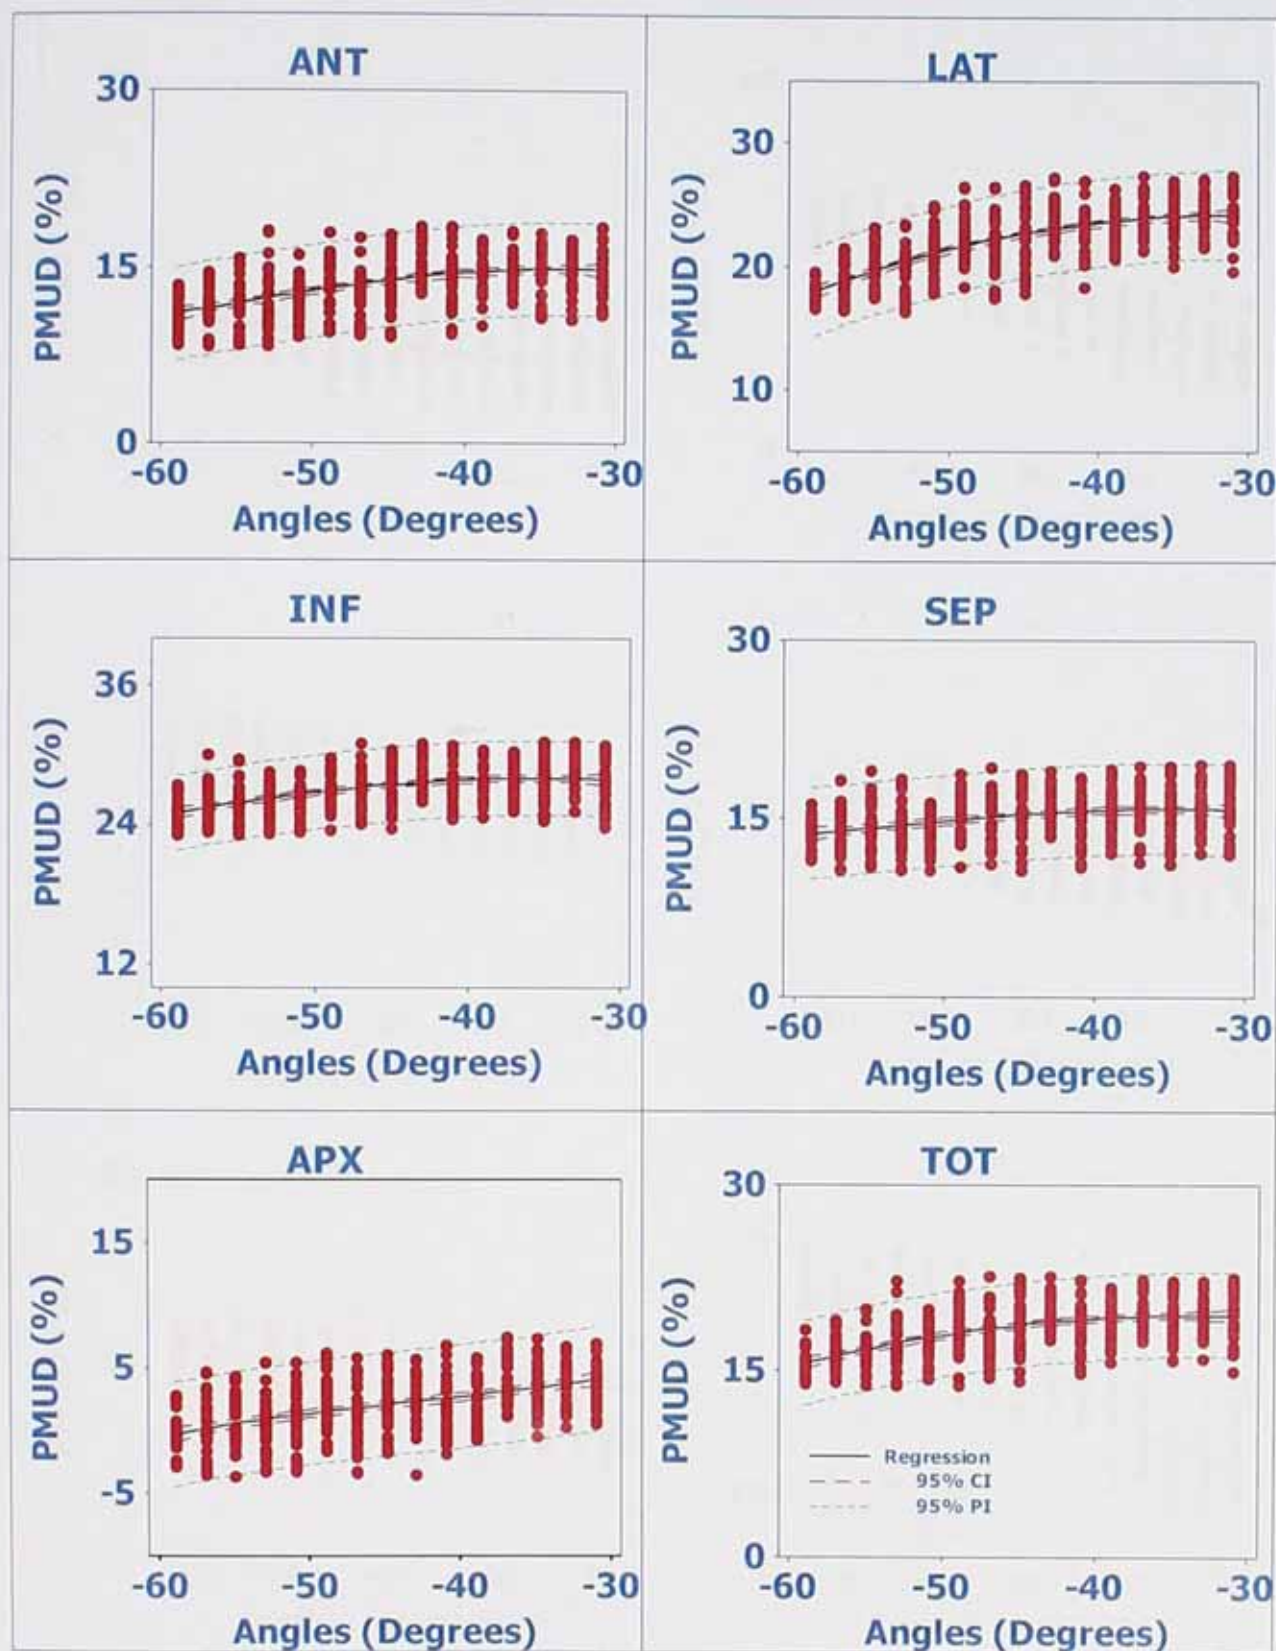 ANT
30
15
0
PMUD (%)
-60 -50 -40 -30
Angles (Degrees)
LAT
30
20
10
PMUD (%)
-60 -50 -40 -30
Angles (Degrees)
INF
36
24
12
PMUD (%)
-60 -50 -40 -30
Angles (Degrees)
SEP
30
15
0
PMUD (%)
-60 -50 -40 -30
Angles (Degrees)
APX
15
5
-5
PMUD (%)
-60 -50 -40 -30
Angles (Degrees)
TOT
30
15
0
PMUD (%)
Regression
95% CI
95% PI
-60 -50 -40 -30
Angles (Degrees)